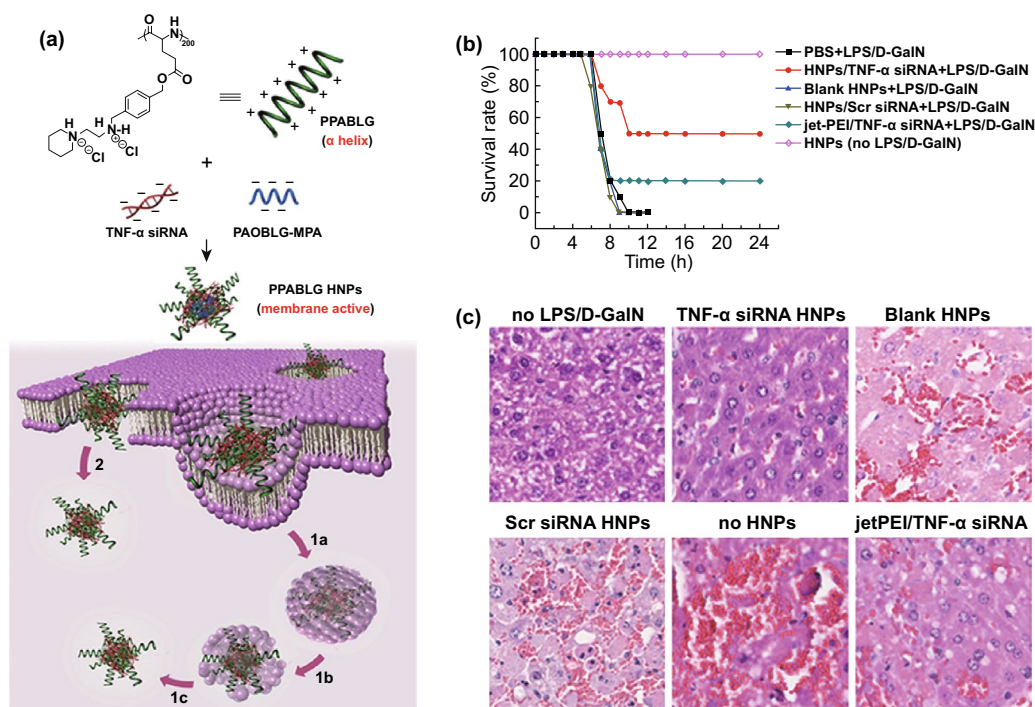 (a)
O
H
N
200
O
O
H
N
H
N-H
Cl
Cl
+ + + + + + + +
PPABLG
(α helix)
+
TNF-α siRNA
PAOBLG-MPA
PPABLG HNPs
(membrane active)
2
1a
1b
1c
(b)
Survival rate (%)
100
80
60
40
20
0
0 4 8 12 16 20 24
Time (h)
PBS+LPS/D-GalN
HNPs/TNF-α siRNA+LPS/D-GalN
Blank HNPs+LPS/D-GalN
HNPs/Scr siRNA+LPS/D-GalN
jet-PEI/TNF-α siRNA+LPS/D-GalN
HNPs (no LPS/D-GalN)
(c)
no LPS/D-GalN TNF-α siRNA HNPs Blank HNPs
Scr siRNA HNPs no HNPs jetPEI/TNF-α siRNA